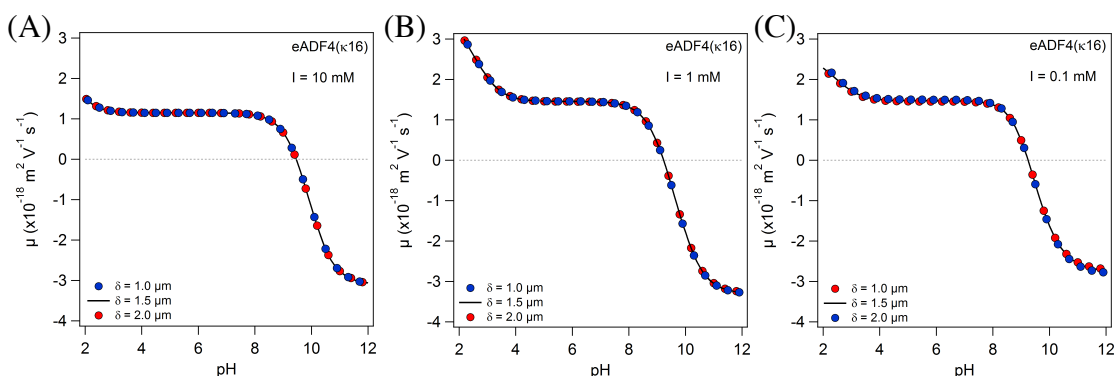 (A)
eADF4(κ16)
I = 10 mM
3
2
1
0
-1
-2
-3
-4
μ (x10⁻¹⁸ m² V⁻¹ s⁻¹)
δ = 1.0 μm
δ = 1.5 μm
δ = 2.0 μm
2 4 6 8 10 12
pH
(B)
eADF4(κ16)
I = 1 mM
3
2
1
0
-1
-2
-3
-4
μ (x10⁻¹⁸ m² V⁻¹ s⁻¹)
δ = 1.0 μm
δ = 1.5 μm
δ = 2.0 μm
2 4 6 8 10 12
pH
(C)
eADF4(κ16)
I = 0.1 mM
3
2
1
0
-1
-2
-3
-4
μ (x10⁻¹⁸ m² V⁻¹ s⁻¹)
δ = 1.0 μm
δ = 1.5 μm
δ = 2.0 μm
2 4 6 8 10 12
pH